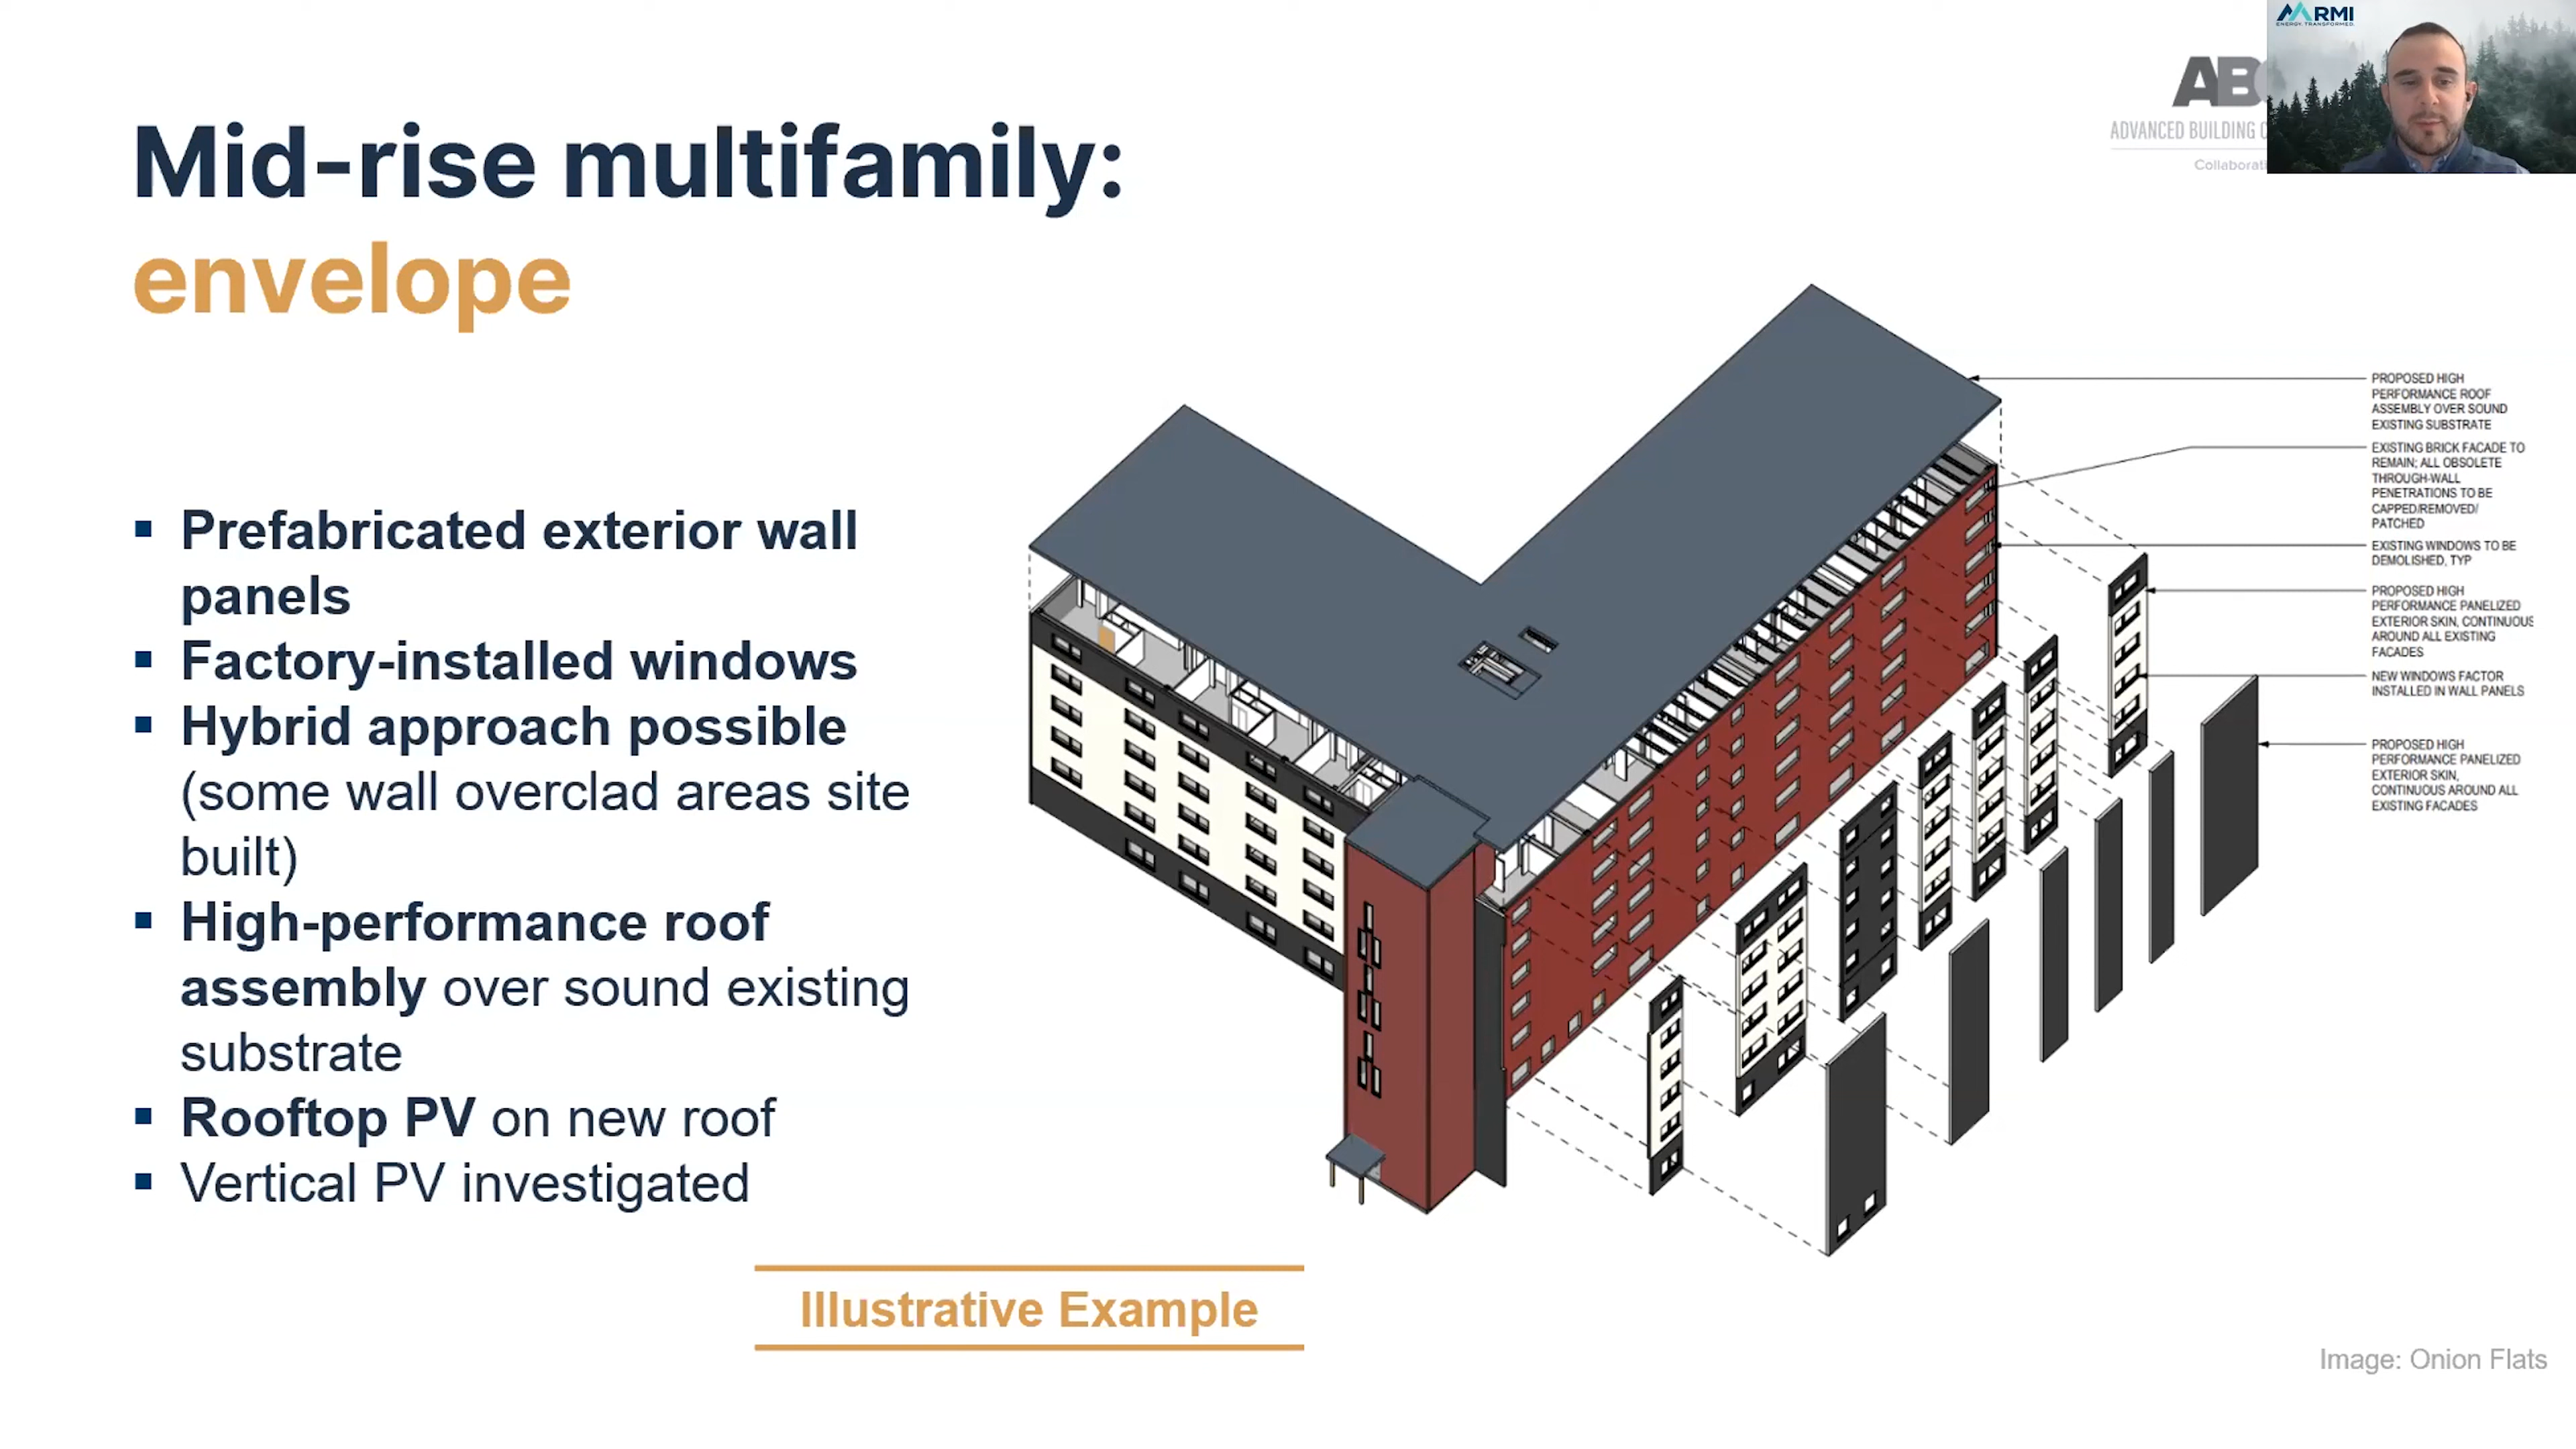 RMI
ENERGY. TRANSFORMED.
ADVANCED BUILDING
Mid-rise multifamily:
envelope
▪ Prefabricated exterior wall
panels
▪ Factory-installed windows
▪ Hybrid approach possible
(some wall overclad areas site
built)
▪ High-performance roof
assembly over sound existing
substrate
▪ Rooftop PV on new roof
▪ Vertical PV investigated
PROPOSED HIGH
PERFORMANCE ROOF
ASSEMBLY OVER SOUND
EXISTING SUBSTRATE
EXISTING BRICK FACADE TO
REMAIN; ALL OBSOLETE
THROUGH-WALL
PENETRATIONS TO BE
CAPPED/REMOVED/
PATCHED
EXISTING WINDOWS TO BE
DEMOLISHED, TYP
PROPOSED HIGH
PERFORMANCE PANELIZED
EXTERIOR SKIN, CONTINUOUS
AROUND ALL EXISTING
FACADES
NEW WINDOWS FACTOR
INSTALLED IN WALL PANELS
PROPOSED HIGH
PERFORMANCE PANELIZED
EXTERIOR SKIN,
CONTINUOUS AROUND ALL
EXISTING FACADES
Illustrative Example
Image: Onion Flats